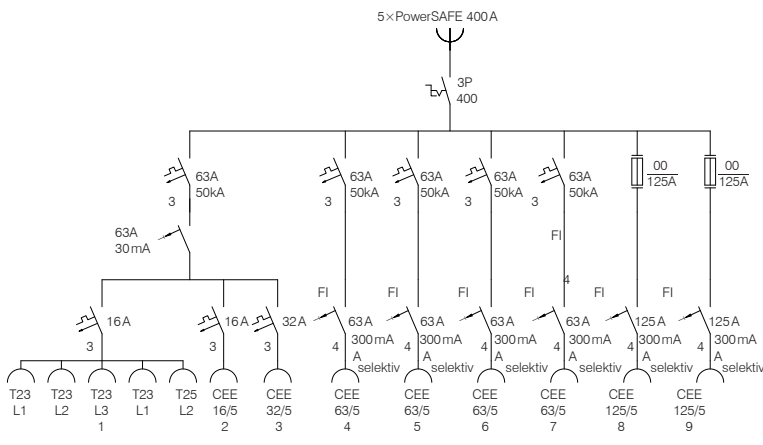 5×PowerSAFE 400 A
3P
400
63A
50kA
3
63A
50kA
3
63A
50kA
3
63A
50kA
3
63A
50kA
3
00
125A
00
125A
63A
30mA
FI
4
FI
FI
FI
FI
FI
FI
16A
3
16A
3
32A
3
63A
300mA
4
A
selektiv
63A
300mA
4
A
selektiv
63A
300mA
4
A
selektiv
63A
300mA
4
A
selektiv
125A
300mA
4
A
selektiv
125A
300mA
4
A
selektiv
T23
L1
T23
L2
T23
L3
1
T23
L1
T25
L2
CEE
16/5
2
CEE
32/5
3
CEE
63/5
4
CEE
63/5
5
CEE
63/5
6
CEE
63/5
7
CEE
125/5
8
CEE
125/5
9